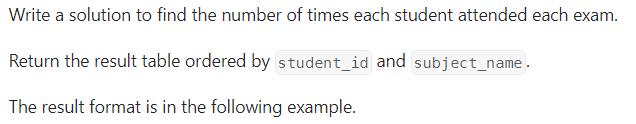 Write a solution to find the number of times each student attended each exam.
Return the result table ordered by student_id and subject_name.
The result format is in the following example.